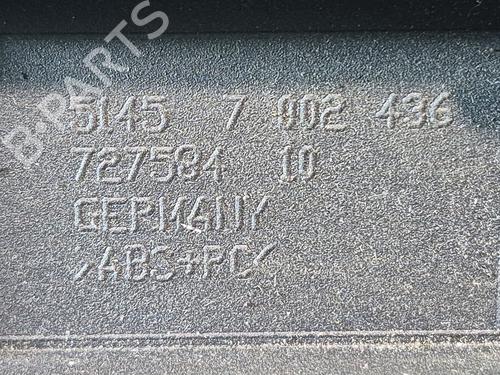 B-PARTS
5145 7 002 436
727584 10
GERMANY
>ABS+PC<